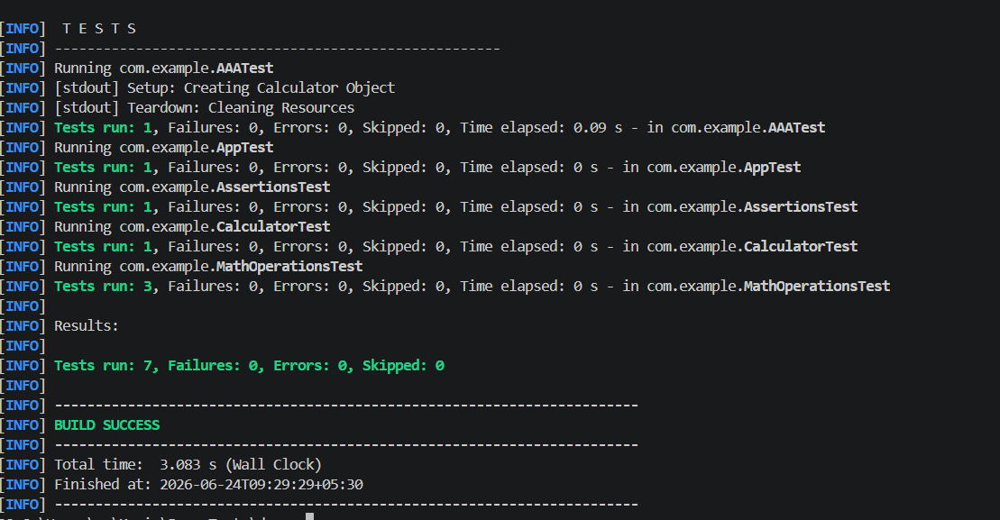 [INFO]  T E S T S
[INFO] -------------------------------------------------------
[INFO] Running com.example.AAATest
[INFO] [stdout] Setup: Creating Calculator Object
[INFO] [stdout] Teardown: Cleaning Resources
[INFO] Tests run: 1, Failures: 0, Errors: 0, Skipped: 0, Time elapsed: 0.09 s - in com.example.AAATest
[INFO] Running com.example.AppTest
[INFO] Tests run: 1, Failures: 0, Errors: 0, Skipped: 0, Time elapsed: 0 s - in com.example.AppTest
[INFO] Running com.example.AssertionsTest
[INFO] Tests run: 1, Failures: 0, Errors: 0, Skipped: 0, Time elapsed: 0 s - in com.example.AssertionsTest
[INFO] Running com.example.CalculatorTest
[INFO] Tests run: 1, Failures: 0, Errors: 0, Skipped: 0, Time elapsed: 0 s - in com.example.CalculatorTest
[INFO] Running com.example.MathOperationsTest
[INFO] Tests run: 3, Failures: 0, Errors: 0, Skipped: 0, Time elapsed: 0 s - in com.example.MathOperationsTest
[INFO]
[INFO] Results:
[INFO]
[INFO] Tests run: 7, Failures: 0, Errors: 0, Skipped: 0
[INFO]
[INFO] ------------------------------------------------------------------------
[INFO] BUILD SUCCESS
[INFO] ------------------------------------------------------------------------
[INFO] Total time:  3.083 s (Wall Clock)
[INFO] Finished at: 2026-06-24T09:29:29+05:30
[INFO] ------------------------------------------------------------------------